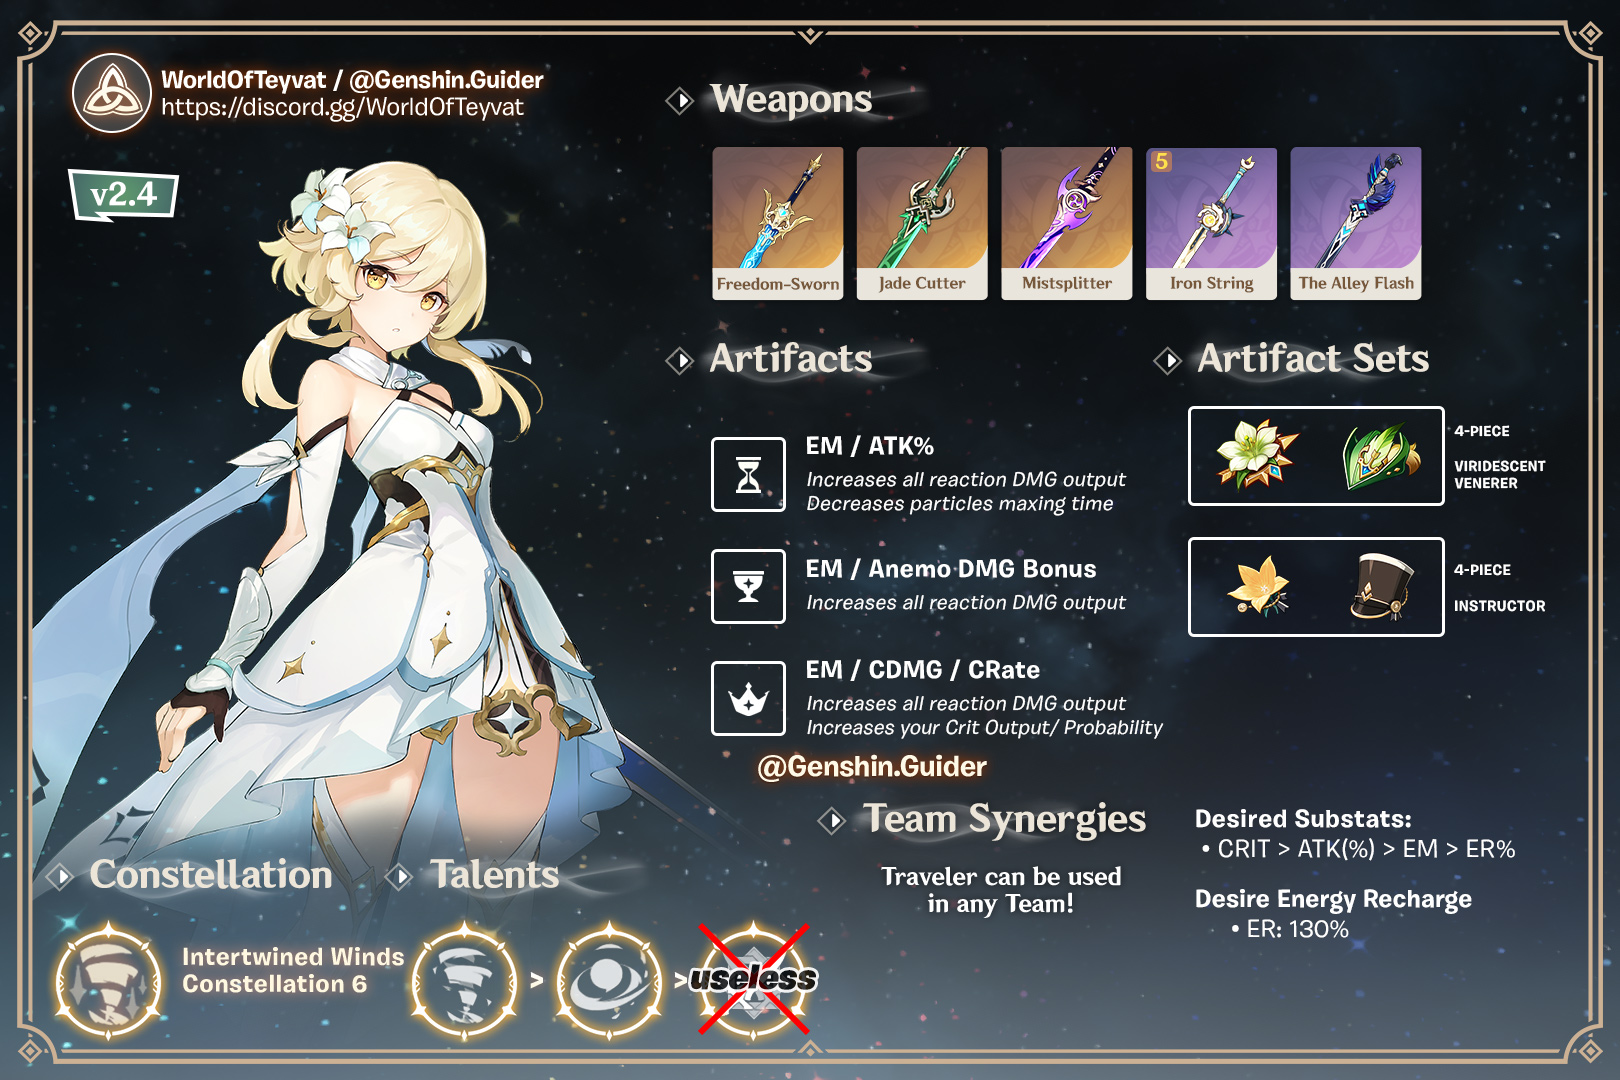 WorldOfTeyvat / @Genshin.Guider
https://discord.gg/WorldOfTeyvat
v2.4
Weapons
5
Freedom-Sworn
Jade Cutter
Mistsplitter
Iron String
The Alley Flash
Artifacts
EM / ATK%
Increases all reaction DMG output
Decreases particles maxing time
EM / Anemo DMG Bonus
Increases all reaction DMG output
EM / CDMG / CRate
Increases all reaction DMG output
Increases your Crit Output/ Probability
@Genshin.Guider
Artifact Sets
4-PIECE
VIRIDESCENT
VENERER
4-PIECE
INSTRUCTOR
Team Synergies
Traveler can be used
in any Team!
Desired Substats:
• CRIT > ATK(%) > EM > ER%
Desire Energy Recharge
• ER: 130%
Constellation
Intertwined Winds
Constellation 6
Talents
> > useless